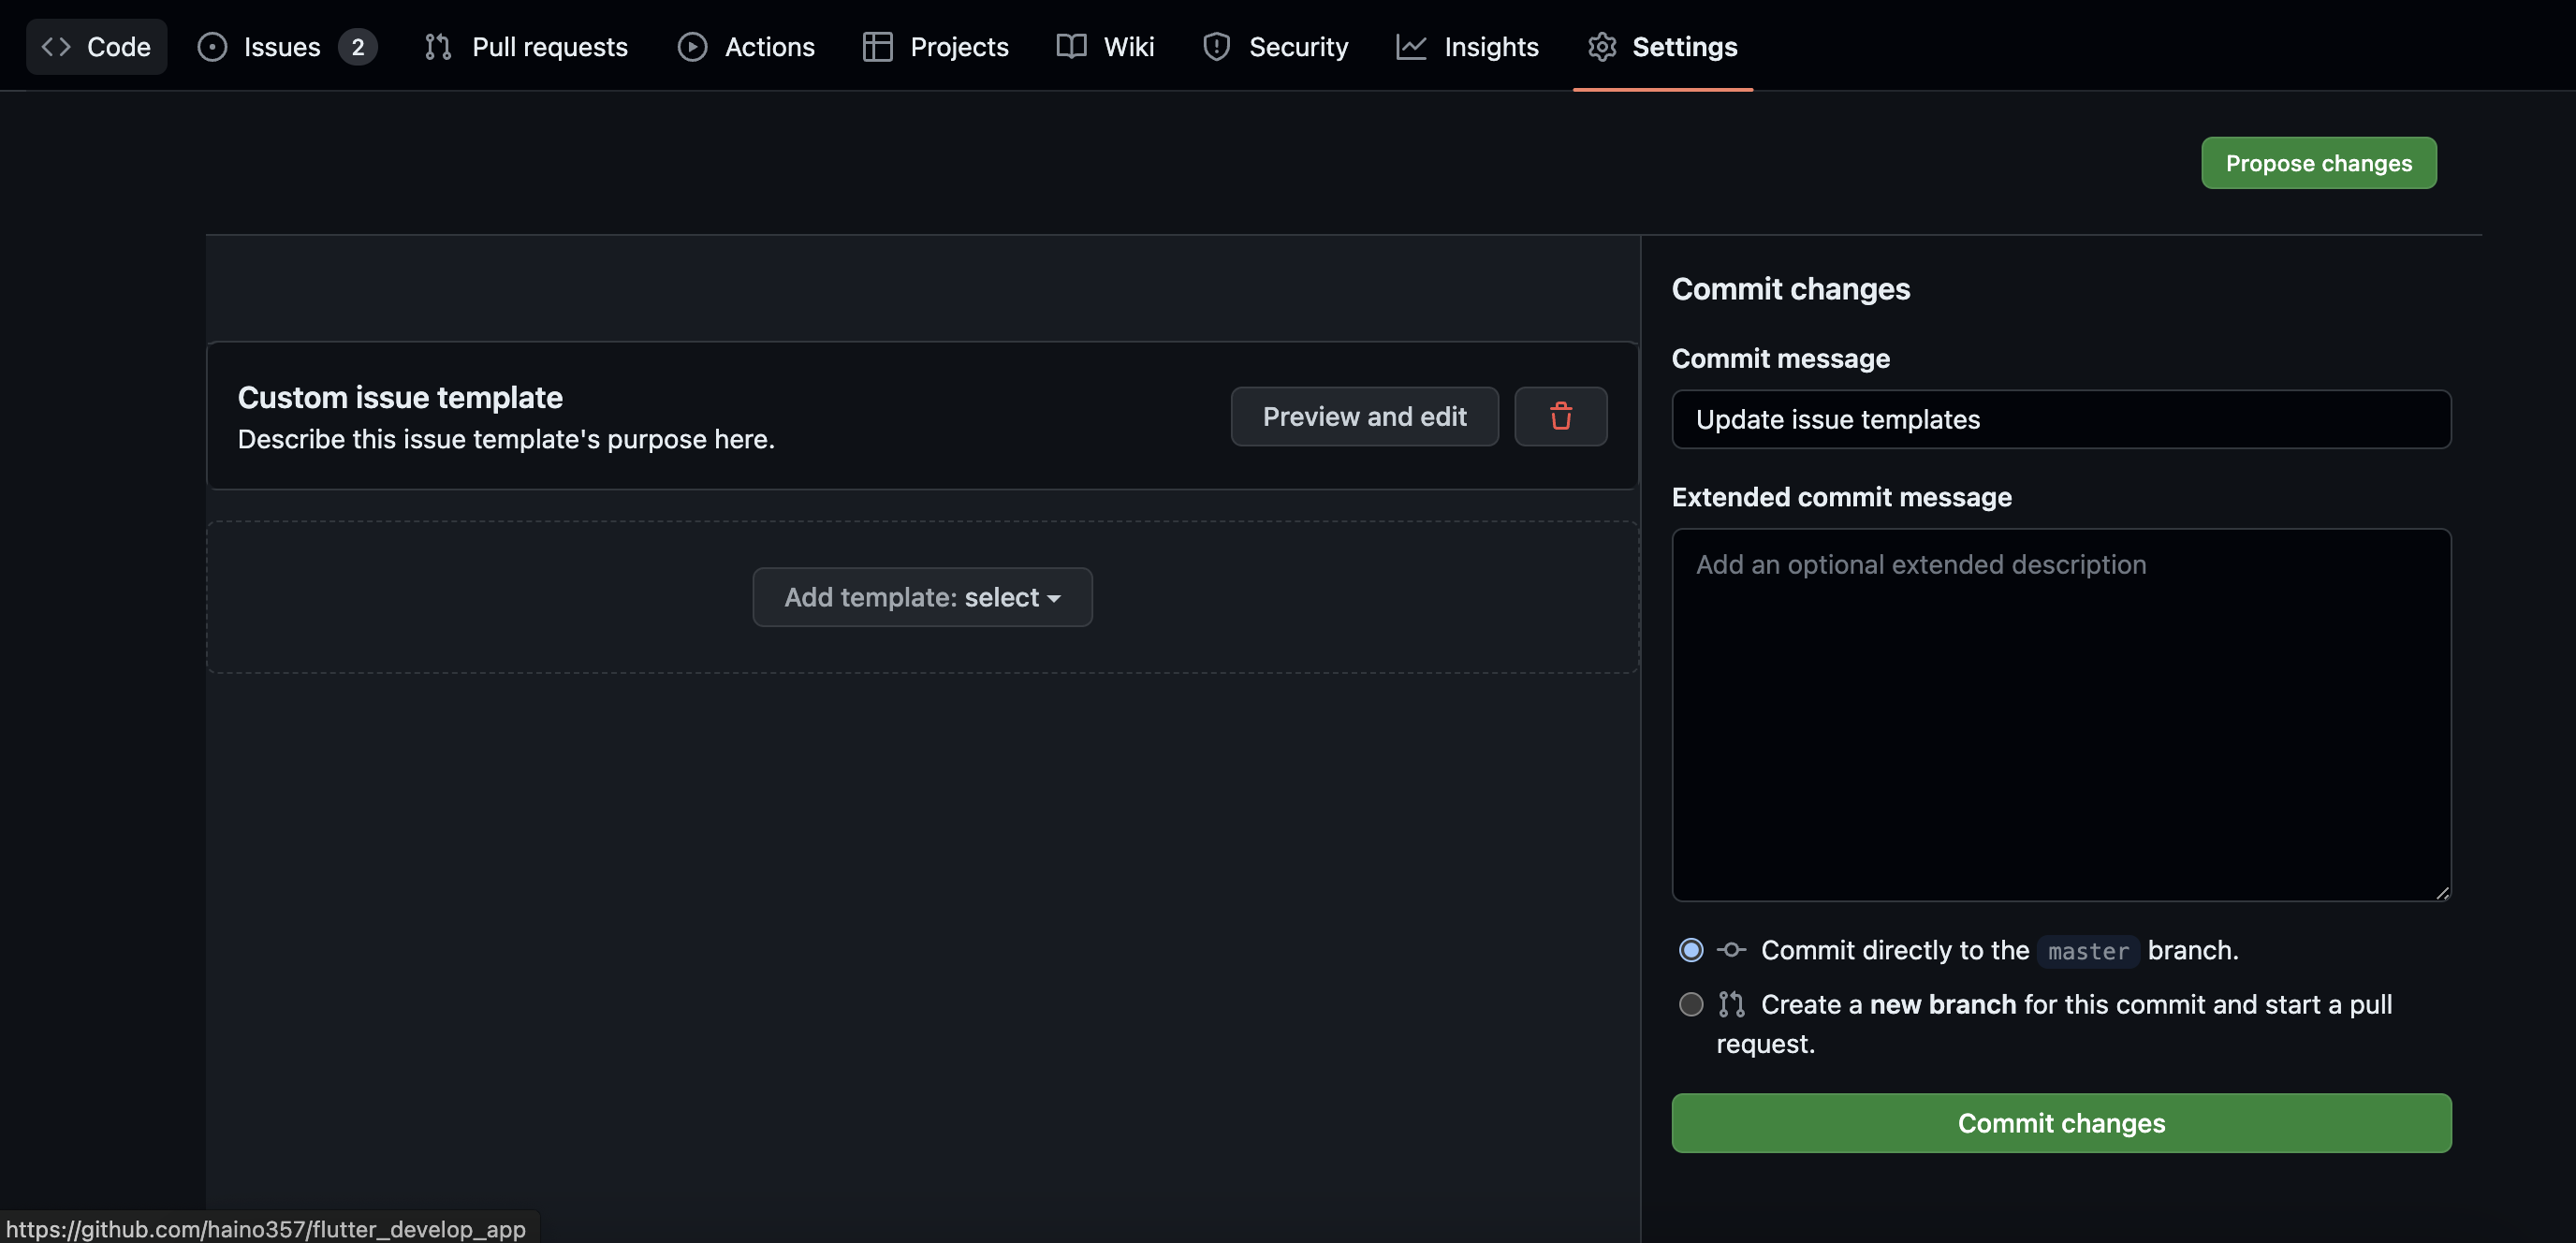 Code
Issues 2
Pull requests
Actions
Projects
Wiki
Security
Insights
Settings
Propose changes
Custom issue template
Describe this issue template's purpose here.
Preview and edit
Add template: select
Commit changes
Commit message
Update issue templates
Extended commit message
Add an optional extended description
Commit directly to the master branch.
Create a new branch for this commit and start a pull
request.
Commit changes
https://github.com/haino357/flutter_develop_app